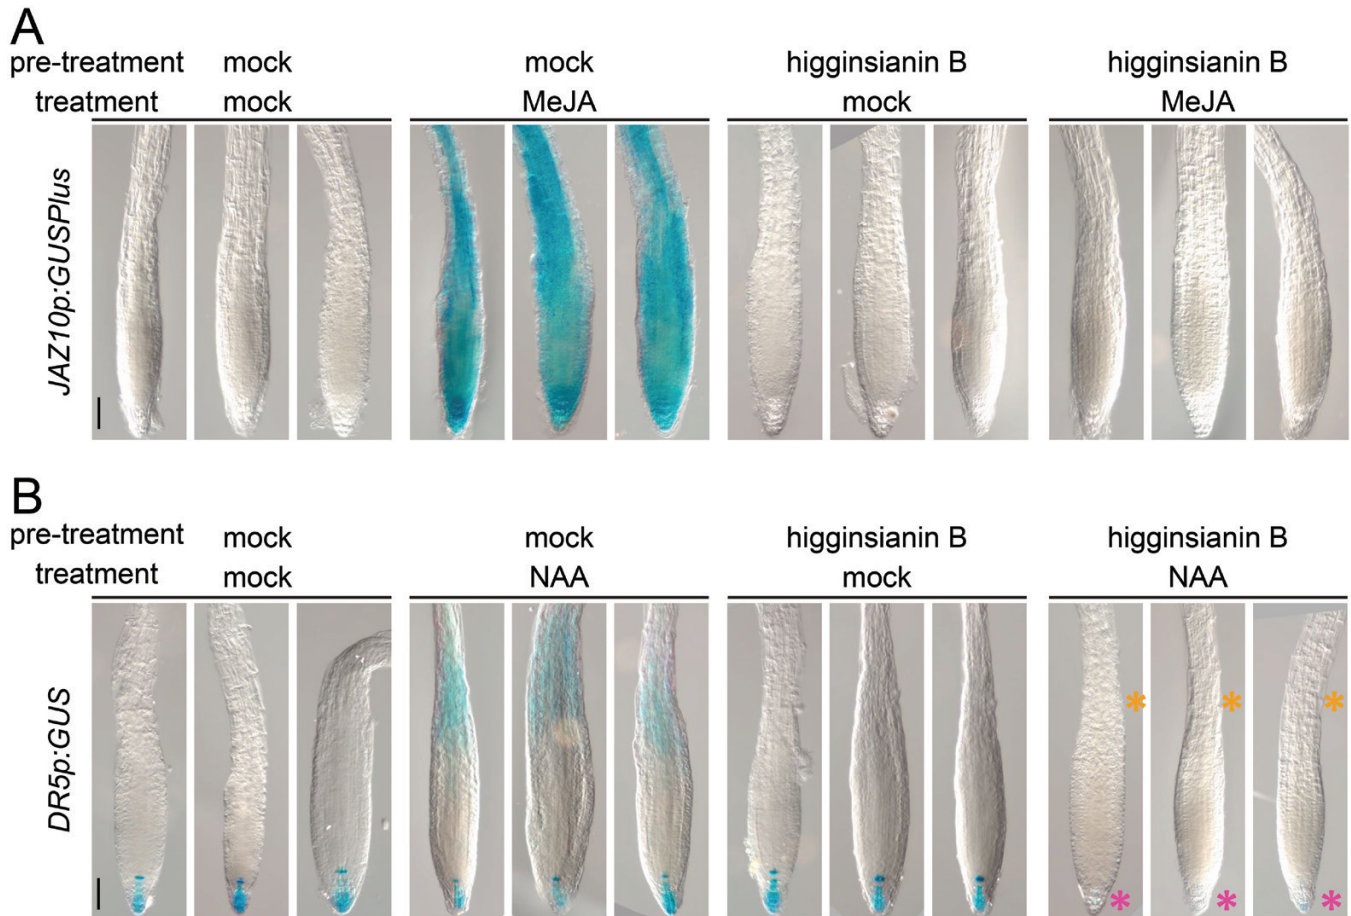 A
pre-treatment mock mock higginsianin B higginsianin B
treatment mock MeJA mock MeJA
JAZ10p:GUSPlus
B
pre-treatment mock mock higginsianin B higginsianin B
treatment mock NAA mock NAA
DR5p:GUS
* * *
* * *